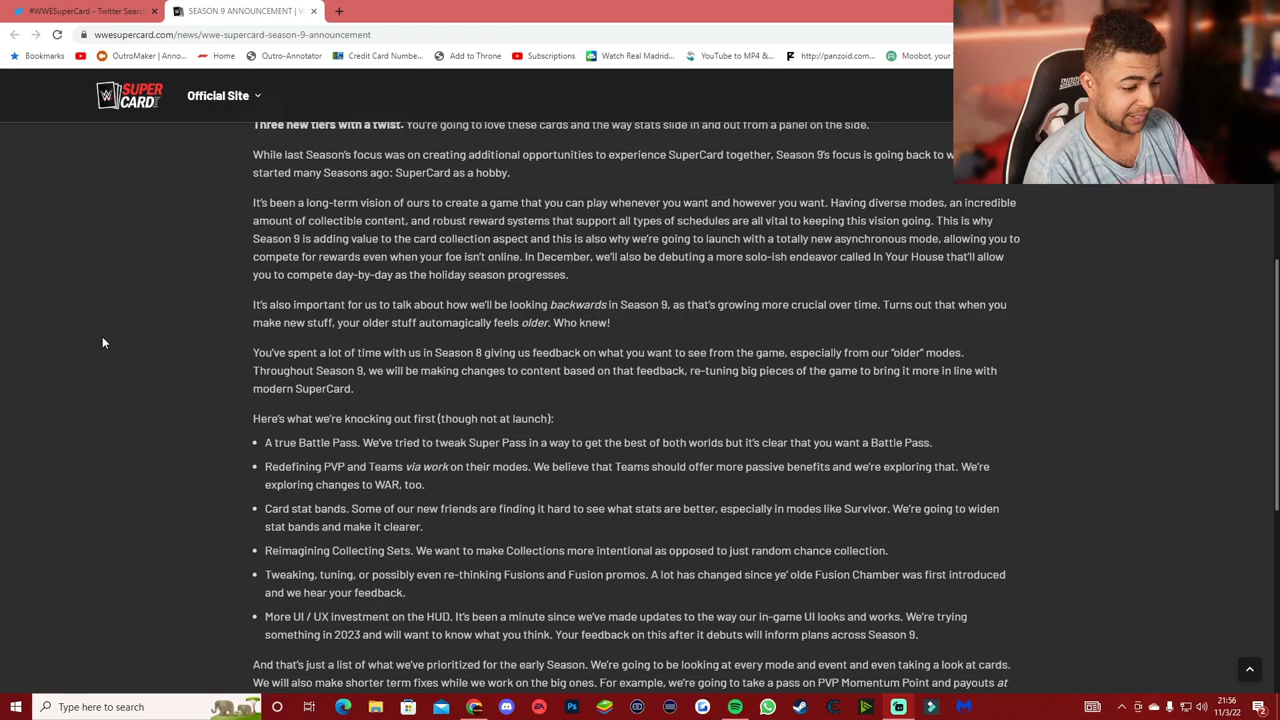 #WWESuperCard - Twitter Sear
SEASON 9 ANNOUNCEMENT | W
wwesupercard.com/news/wwe-supercard-season-9-announcement
Bookmarks
OutroMaker | Anno...
Home
Outro-Annotator
Credit Card Numbe...
Add to Throne
Subscriptions
Watch Real Madrid...
YouTube to MP4 &...
http://panzoid.com...
Moobot, your
SUPER CARD
Official Site
Three new tiers with a twist. You're going to love these cards and the way stats slide in and out from a panel on the side.
While last Season's focus was on creating additional opportunities to experience SuperCard together, Season 9's focus is going back to w
started many Seasons ago: SuperCard as a hobby.
It's been a long-term vision of ours to create a game that you can play whenever you want and however you want. Having diverse modes, an incredible
amount of collectible content, and robust reward systems that support all types of schedules are all vital to keeping this vision going. This is why
Season 9 is adding value to the card collection aspect and this is also why we're going to launch with a totally new asynchronous mode, allowing you to
compete for rewards even when your foe isn't online. In December, we'll also be debuting a more solo-ish endeavor called In Your House that'll allow
you to compete day-by-day as the holiday season progresses.
It's also important for us to talk about how we'll be looking backwards in Season 9, as that's growing more crucial over time. Turns out that when you
make new stuff, your older stuff automagically feels older. Who knew!
You've spent a lot of time with us in Season 8 giving us feedback on what you want to see from the game, especially from our "older" modes.
Throughout Season 9, we will be making changes to content based on that feedback, re-tuning big pieces of the game to bring it more in line with
modern SuperCard.
Here's what we're knocking out first (though not at launch):
• A true Battle Pass. We've tried to tweak Super Pass in a way to get the best of both worlds but it's clear that you want a Battle Pass.
• Redefining PVP and Teams via work on their modes. We believe that Teams should offer more passive benefits and we're exploring that. We're
exploring changes to WAR, too.
• Card stat bands. Some of our new friends are finding it hard to see what stats are better, especially in modes like Survivor. We're going to widen
stat bands and make it clearer.
• Reimagining Collecting Sets. We want to make Collections more intentional as opposed to just random chance collection.
• Tweaking, tuning, or possibly even re-thinking Fusions and Fusion promos. A lot has changed since ye' olde Fusion Chamber was first introduced
and we hear your feedback.
• More UI / UX investment on the HUD. It's been a minute since we've made updates to the way our in-game UI looks and works. We're trying
something in 2023 and will want to know what you think. Your feedback on this after it debuts will inform plans across Season 9.
And that's just a list of what we've prioritized for the early Season. We're going to be looking at every mode and event and even taking a look at cards.
We will also make shorter term fixes while we work on the big ones. For example, we're going to take a pass on PVP Momentum Point and payouts at
Type here to search
21:56
11/3/22